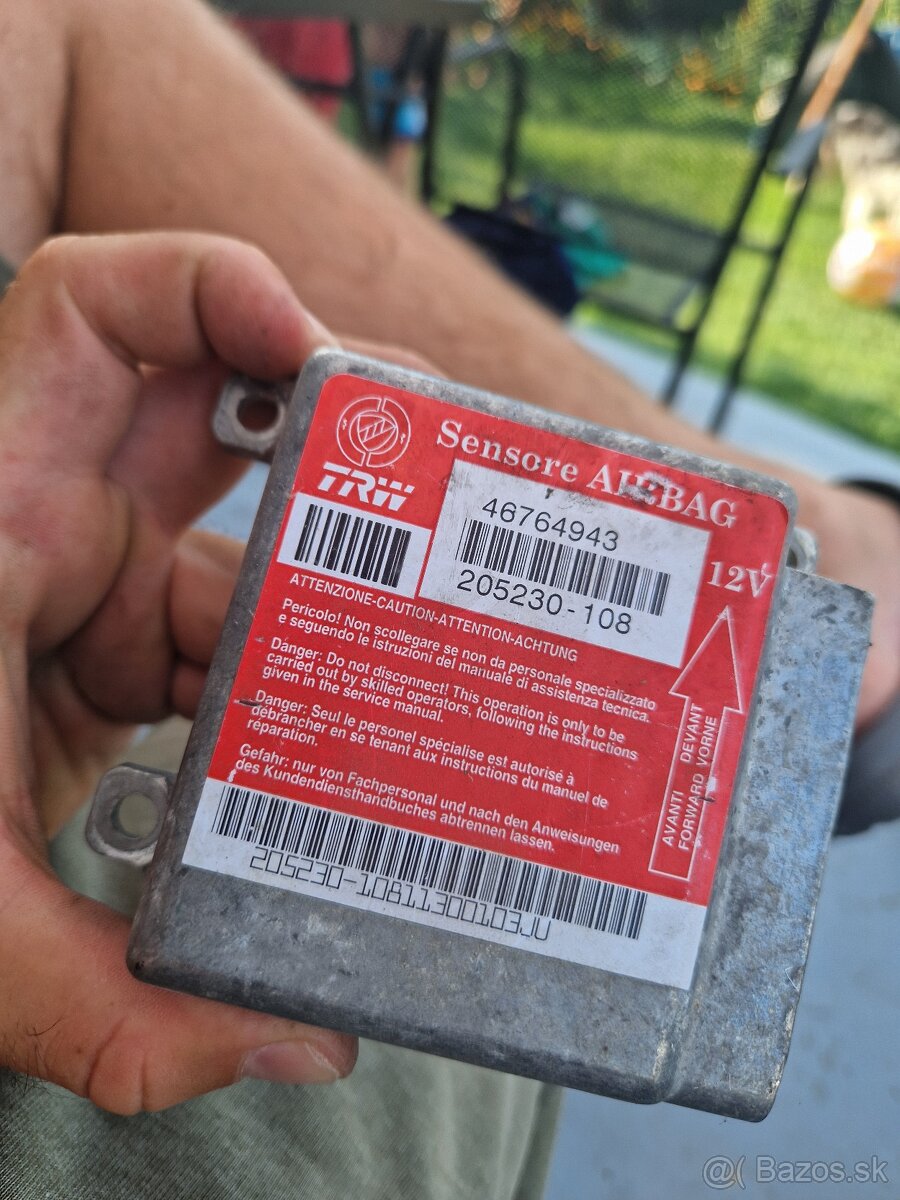 Sensore AIRBAG
TRW
46764943
205230-108
12V
ATTENZIONE-CAUTION-ATTENTION-ACHTUNG
Pericolo! Non scollegare se non da personale specializzato
e seguendo le istruzioni del manuale di assistenza tecnica.
Danger: Do not disconnect! This operation is only to be
carried out by skilled operators, following the instructions
given in the service manual.
Danger: Seul le personel spécialise est autorisé à
débrancher en se tenant aux instructions du manuel de
réparation.
Gefahr: nur von Fachpersonal und nach den Anweisungen
des Kundendiensthandbuches abtrennen lassen.
AVANTI DEVANT
FORWARD VORNE
205230-10811300103JU
@( Bazos.sk